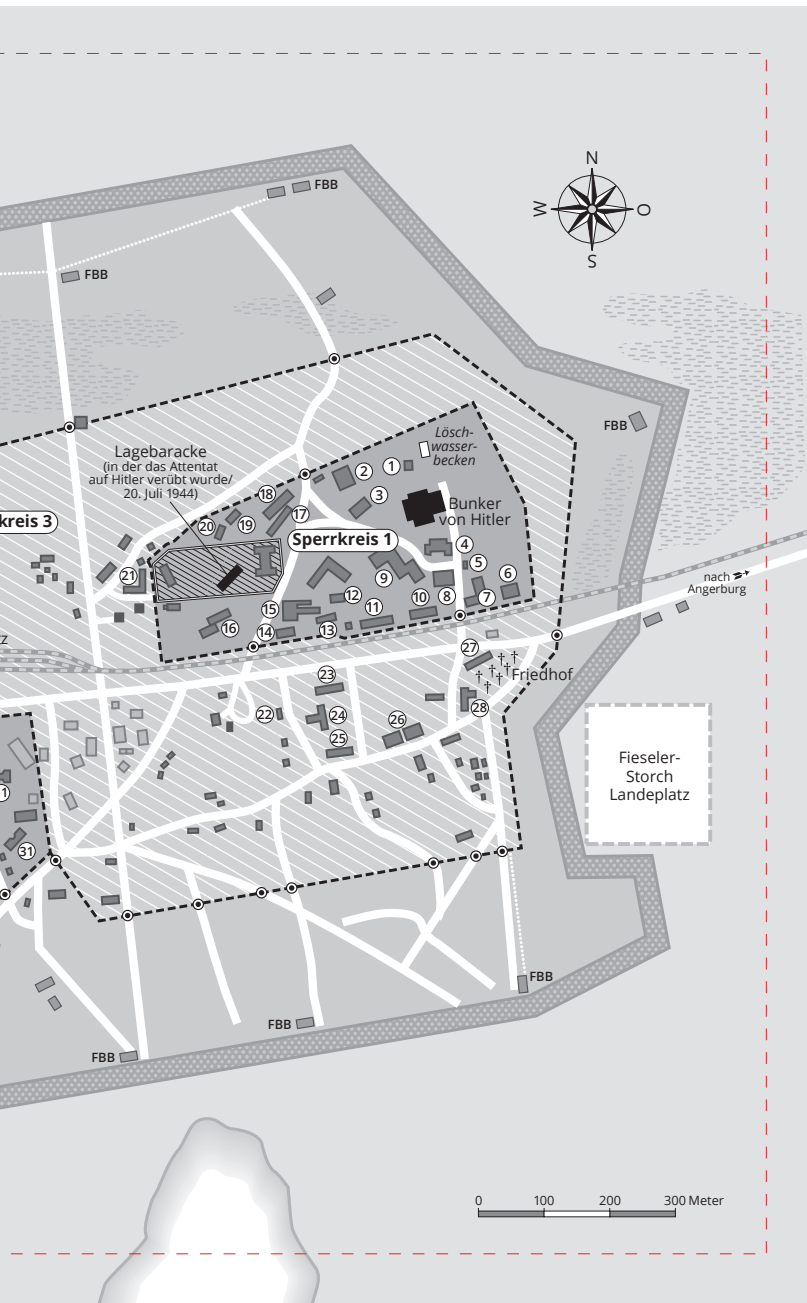 N
W
O
S
FBB
FBB
FBB
Lagebaracke
(in der das Attentat
auf Hitler verübt wurde/
20. Juli 1944)
Lösch-
wasser-
becken
1
2
3
18
17
19
20
Bunker
von Hitler
kreis 3
Sperrkreis 1
4
5
6
7
8
9
10
11
12
13
14
15
16
21
nach
Angerburg
tz
27
Friedhof
28
23
22
24
25
26
Fieseler-
Storch
Landeplatz
1
31
FBB
FBB
FBB
0
100
200
300 Meter